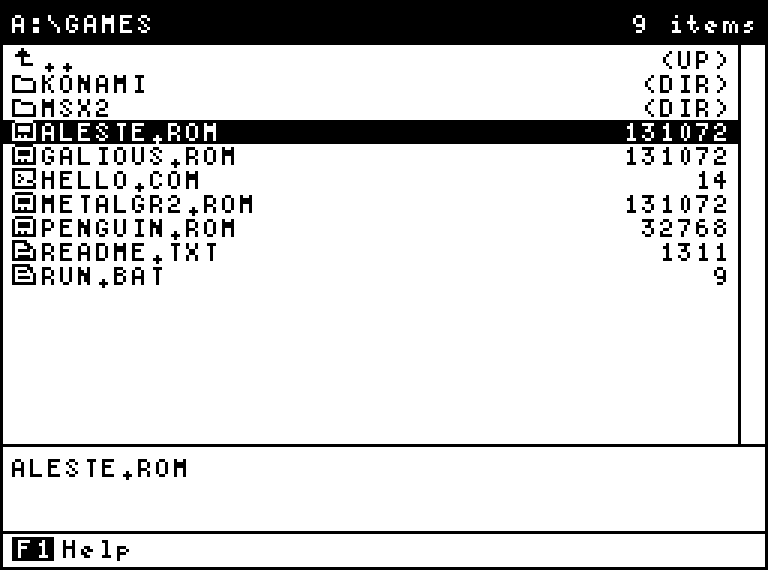 A:\GAMES 9 items
.. (UP)
KONAMI (DIR)
MSX2 (DIR)
ALESTE.ROM 131072
GALIOUS.ROM 131072
HELLO.COM 14
METALGR2.ROM 131072
PENGUIN.ROM 32768
README.TXT 1311
RUN.BAT 9
ALESTE.ROM
F1 Help